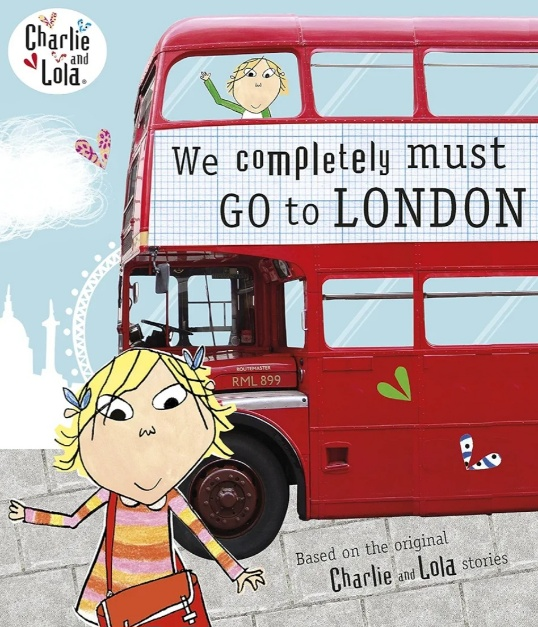 Charlie
and
Lola®
We completely must
GO to LONDON
ROUTEMASTER
RML 899
Based on the original
Charlie and Lola stories